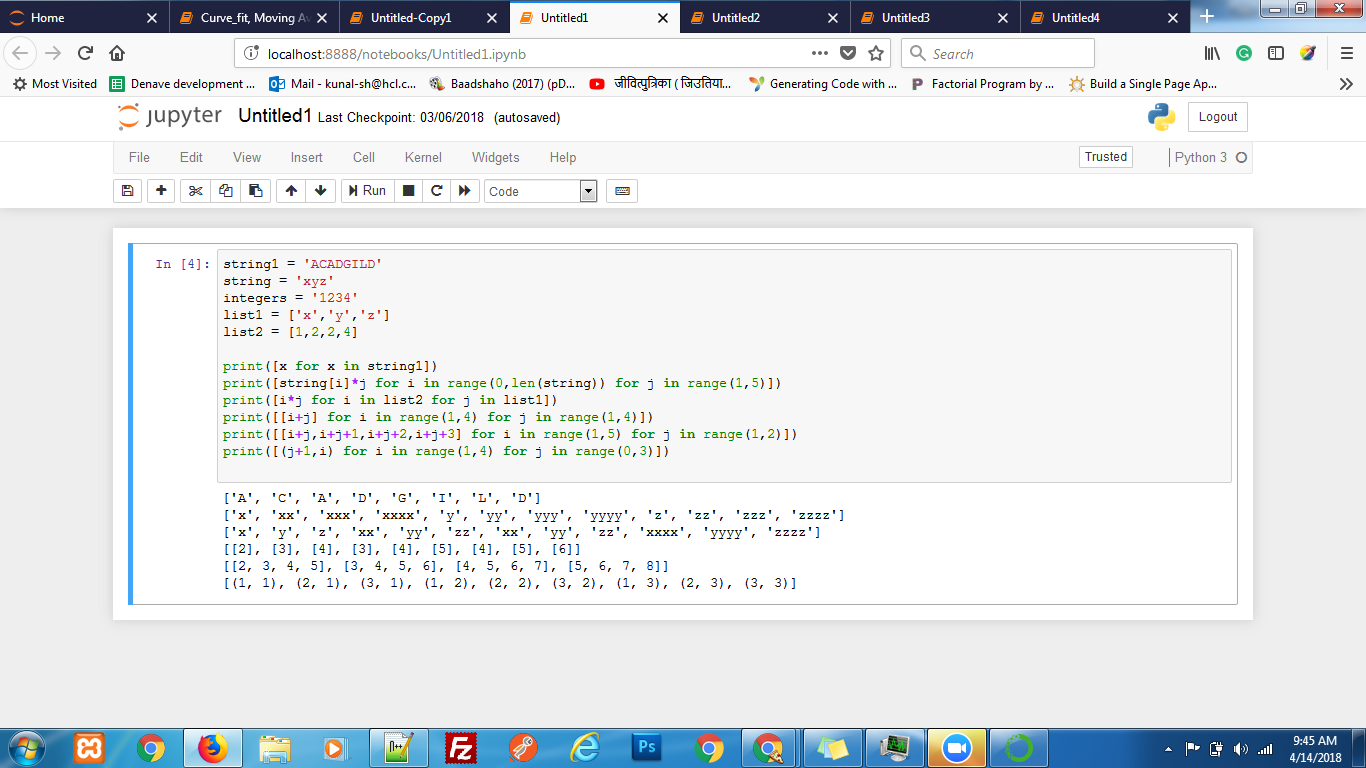 Home
Curve_fit, Moving Av
Untitled-Copy1
Untitled1
Untitled2
Untitled3
Untitled4
localhost:8888/notebooks/Untitled1.ipynb
Search
Most Visited
Denave development ...
Mail - kunal-sh@hcl.c...
Baadshaho (2017) (pD...
जीवित्पुत्रिका ( जिउतिया...
Generating Code with ...
Factorial Program by ...
Build a Single Page Ap...
jupyter Untitled1 Last Checkpoint: 03/06/2018 (autosaved)
Logout
File Edit View Insert Cell Kernel Widgets Help
Trusted
Python 3
Run
Code
In [4]:
string1 = 'ACADGILD'
string = 'xyz'
integers = '1234'
list1 = ['x','y','z']
list2 = [1,2,2,4]
print([x for x in string1])
print([string[i]*j for i in range(0,len(string)) for j in range(1,5)])
print([i*j for i in list2 for j in list1])
print([[i+j] for i in range(1,4) for j in range(1,4)])
print([[i+j,i+j+1,i+j+2,i+j+3] for i in range(1,5) for j in range(1,2)])
print([(j+1,i) for i in range(1,4) for j in range(0,3)])
['A', 'C', 'A', 'D', 'G', 'I', 'L', 'D']
['x', 'xx', 'xxx', 'xxxx', 'y', 'yy', 'yyy', 'yyyy', 'z', 'zz', 'zzz', 'zzzz']
['x', 'y', 'z', 'xx', 'yy', 'zz', 'xx', 'yy', 'zz', 'xxxx', 'yyyy', 'zzzz']
[[2], [3], [4], [3], [4], [5], [4], [5], [6]]
[[2, 3, 4, 5], [3, 4, 5, 6], [4, 5, 6, 7], [5, 6, 7, 8]]
[(1, 1), (2, 1), (3, 1), (1, 2), (2, 2), (3, 2), (1, 3), (2, 3), (3, 3)]
Fz
Ps
9:45 AM
4/14/2018